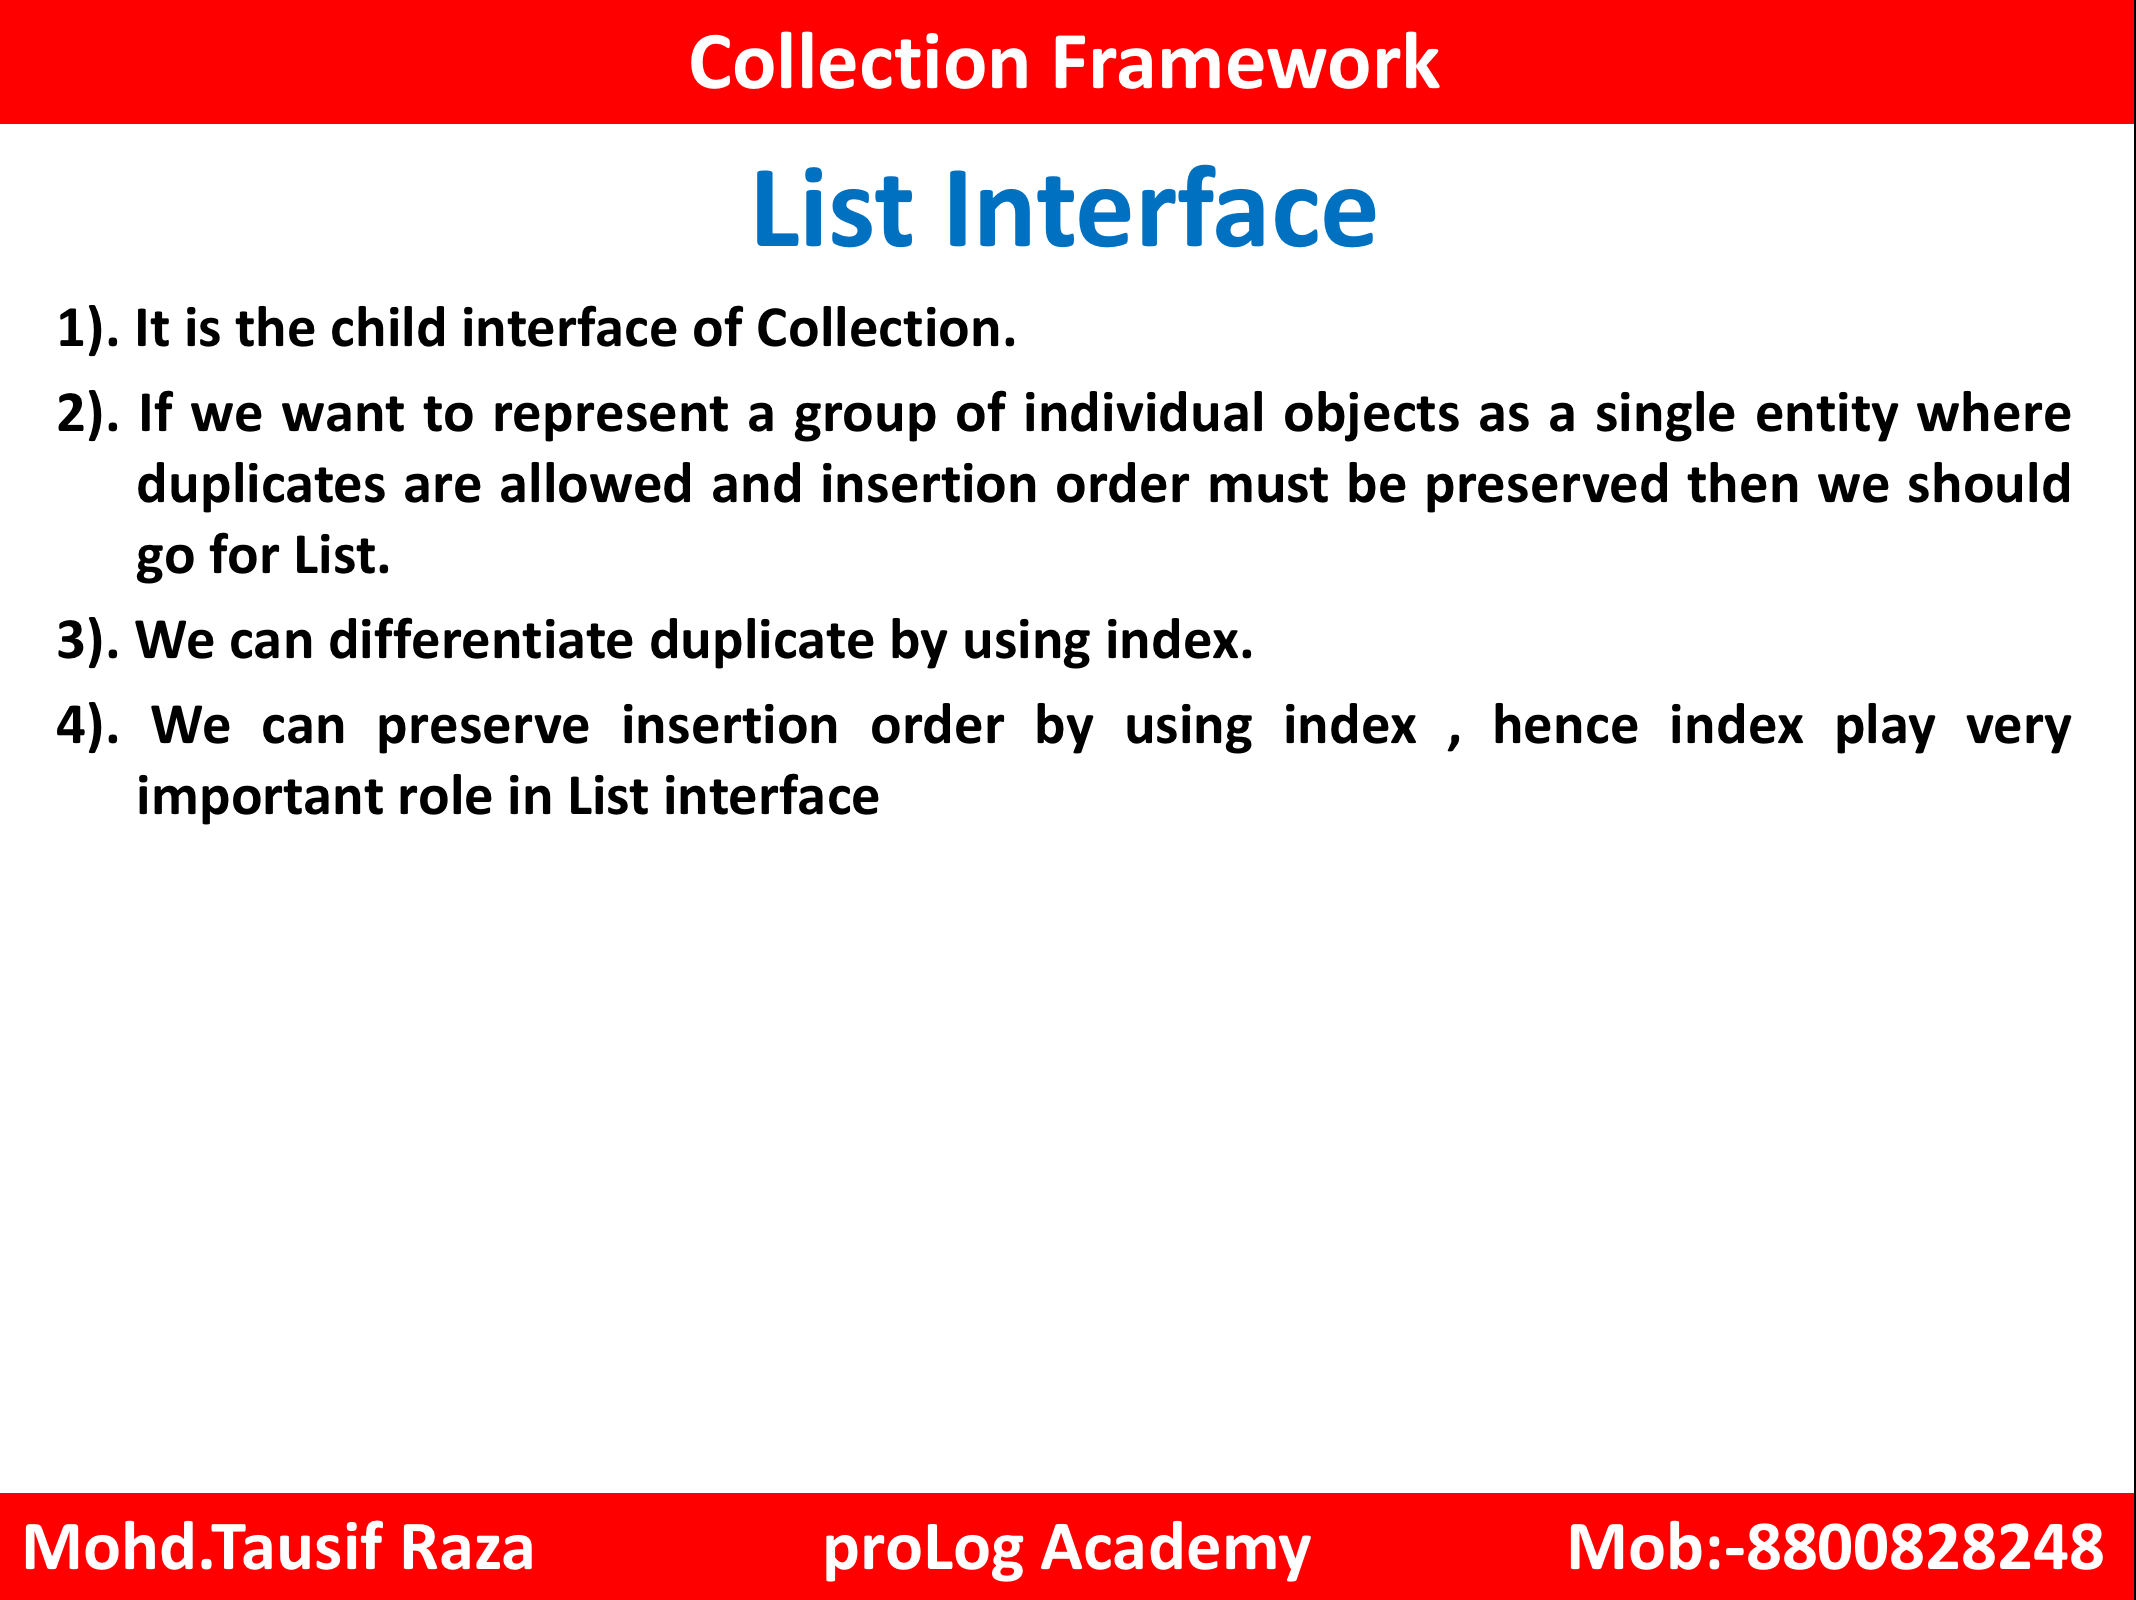 Collection Framework
List Interface
1). It is the child interface of Collection.
2). If we want to represent a group of individual objects as a single entity where
duplicates are allowed and insertion order must be preserved then we should
go for List.
3). We can differentiate duplicate by using index.
4). We can preserve insertion order by using index , hence index play very
important role in List interface
Mohd.Tausif Raza proLog Academy Mob:-8800828248